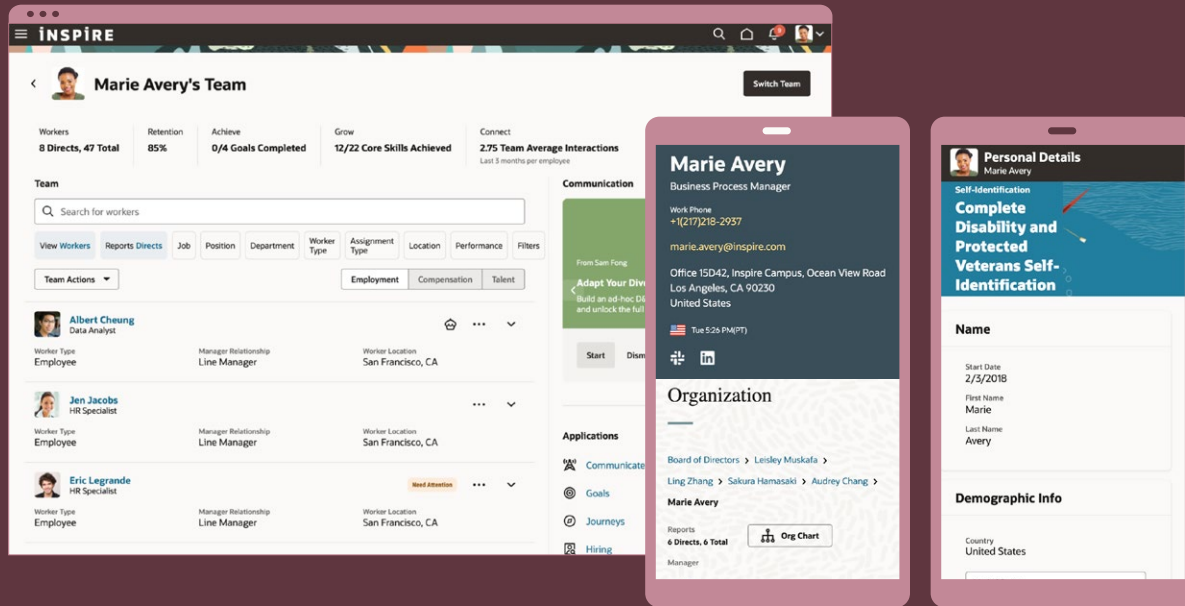 iNSPiRE
Marie Avery's Team
Switch Team
Workers
8 Directs, 47 Total
Retention
85%
Achieve
0/4 Goals Completed
Grow
12/22 Core Skills Achieved
Connect
2.75 Team Average Interactions
Last 3 months per employee
Team
Search for workers
View Workers
Reports Directs
Job
Position
Department
Worker
Type
Assignment
Type
Location
Performance
Filters
Team Actions
Employment
Compensation
Talent
Albert Cheung
Data Analyst
Worker Type
Employee
Manager Relationship
Line Manager
Worker Location
San Francisco, CA
Jen Jacobs
HR Specialist
Worker Type
Employee
Manager Relationship
Line Manager
Worker Location
San Francisco, CA
Eric Legrande
HR Specialist
Need Attention
Worker Type
Employee
Manager Relationship
Line Manager
Worker Location
San Francisco, CA
Communication
From Sam Fong
Adapt Your Dive
Build an ad-hoc
and unlock the full
Start
Dism
Applications
Communicate
Goals
Journeys
Hiring
Marie Avery
Business Process Manager
Work Phone
+1(217)218-2937
marie.avery@inspire.com
Office 15D42, Inspire Campus, Ocean View Road
Los Angeles, CA 90230
United States
Tue 5:26 PM(PT)
in
Organization
Board of Directors > Leisley Muskafa >
Ling Zhang > Sakura Hamasaki > Audrey Chang >
Marie Avery
Reports
6 Directs, 6 Total
Org Chart
Manager
Personal Details
Marie Avery
Self-Identification
Complete
Disability and
Protected
Veterans Self-
Identification
Name
Start Date
2/3/2018
First Name
Marie
Last Name
Avery
Demographic Info
Country
United States